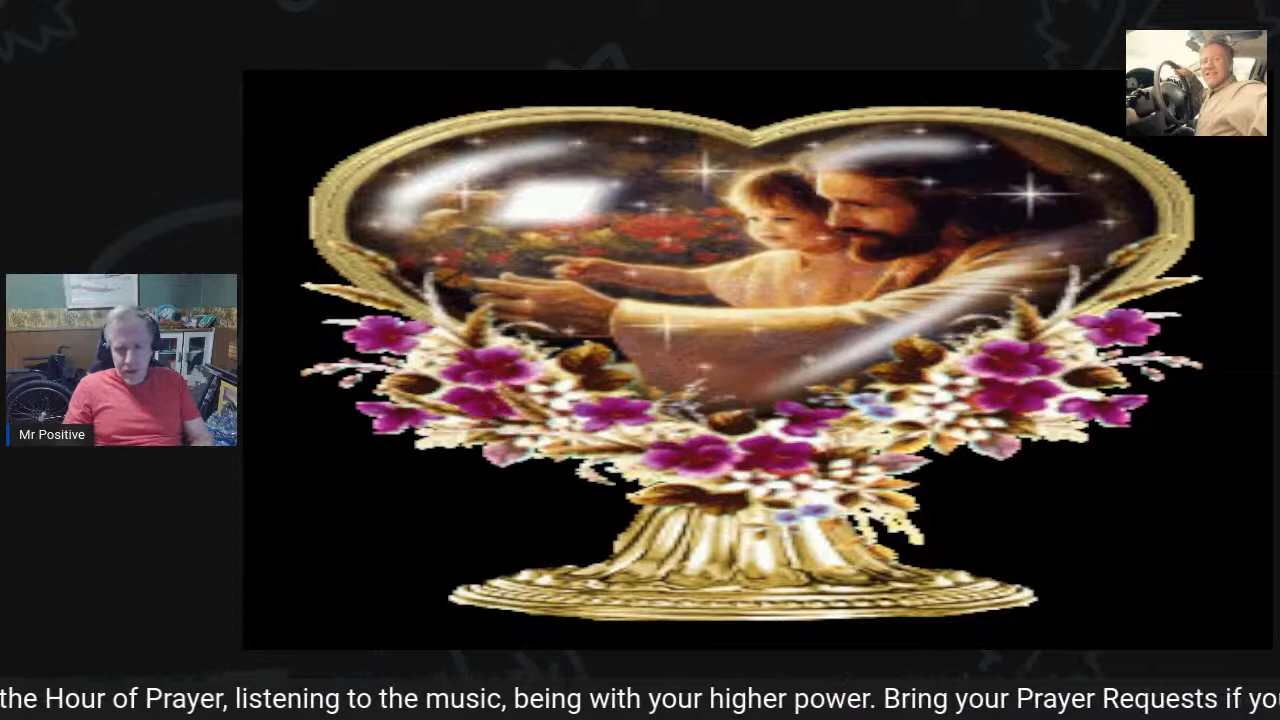 Mr Positive
the Hour of Prayer, listening to the music, being with your higher power. Bring your Prayer Requests if yo